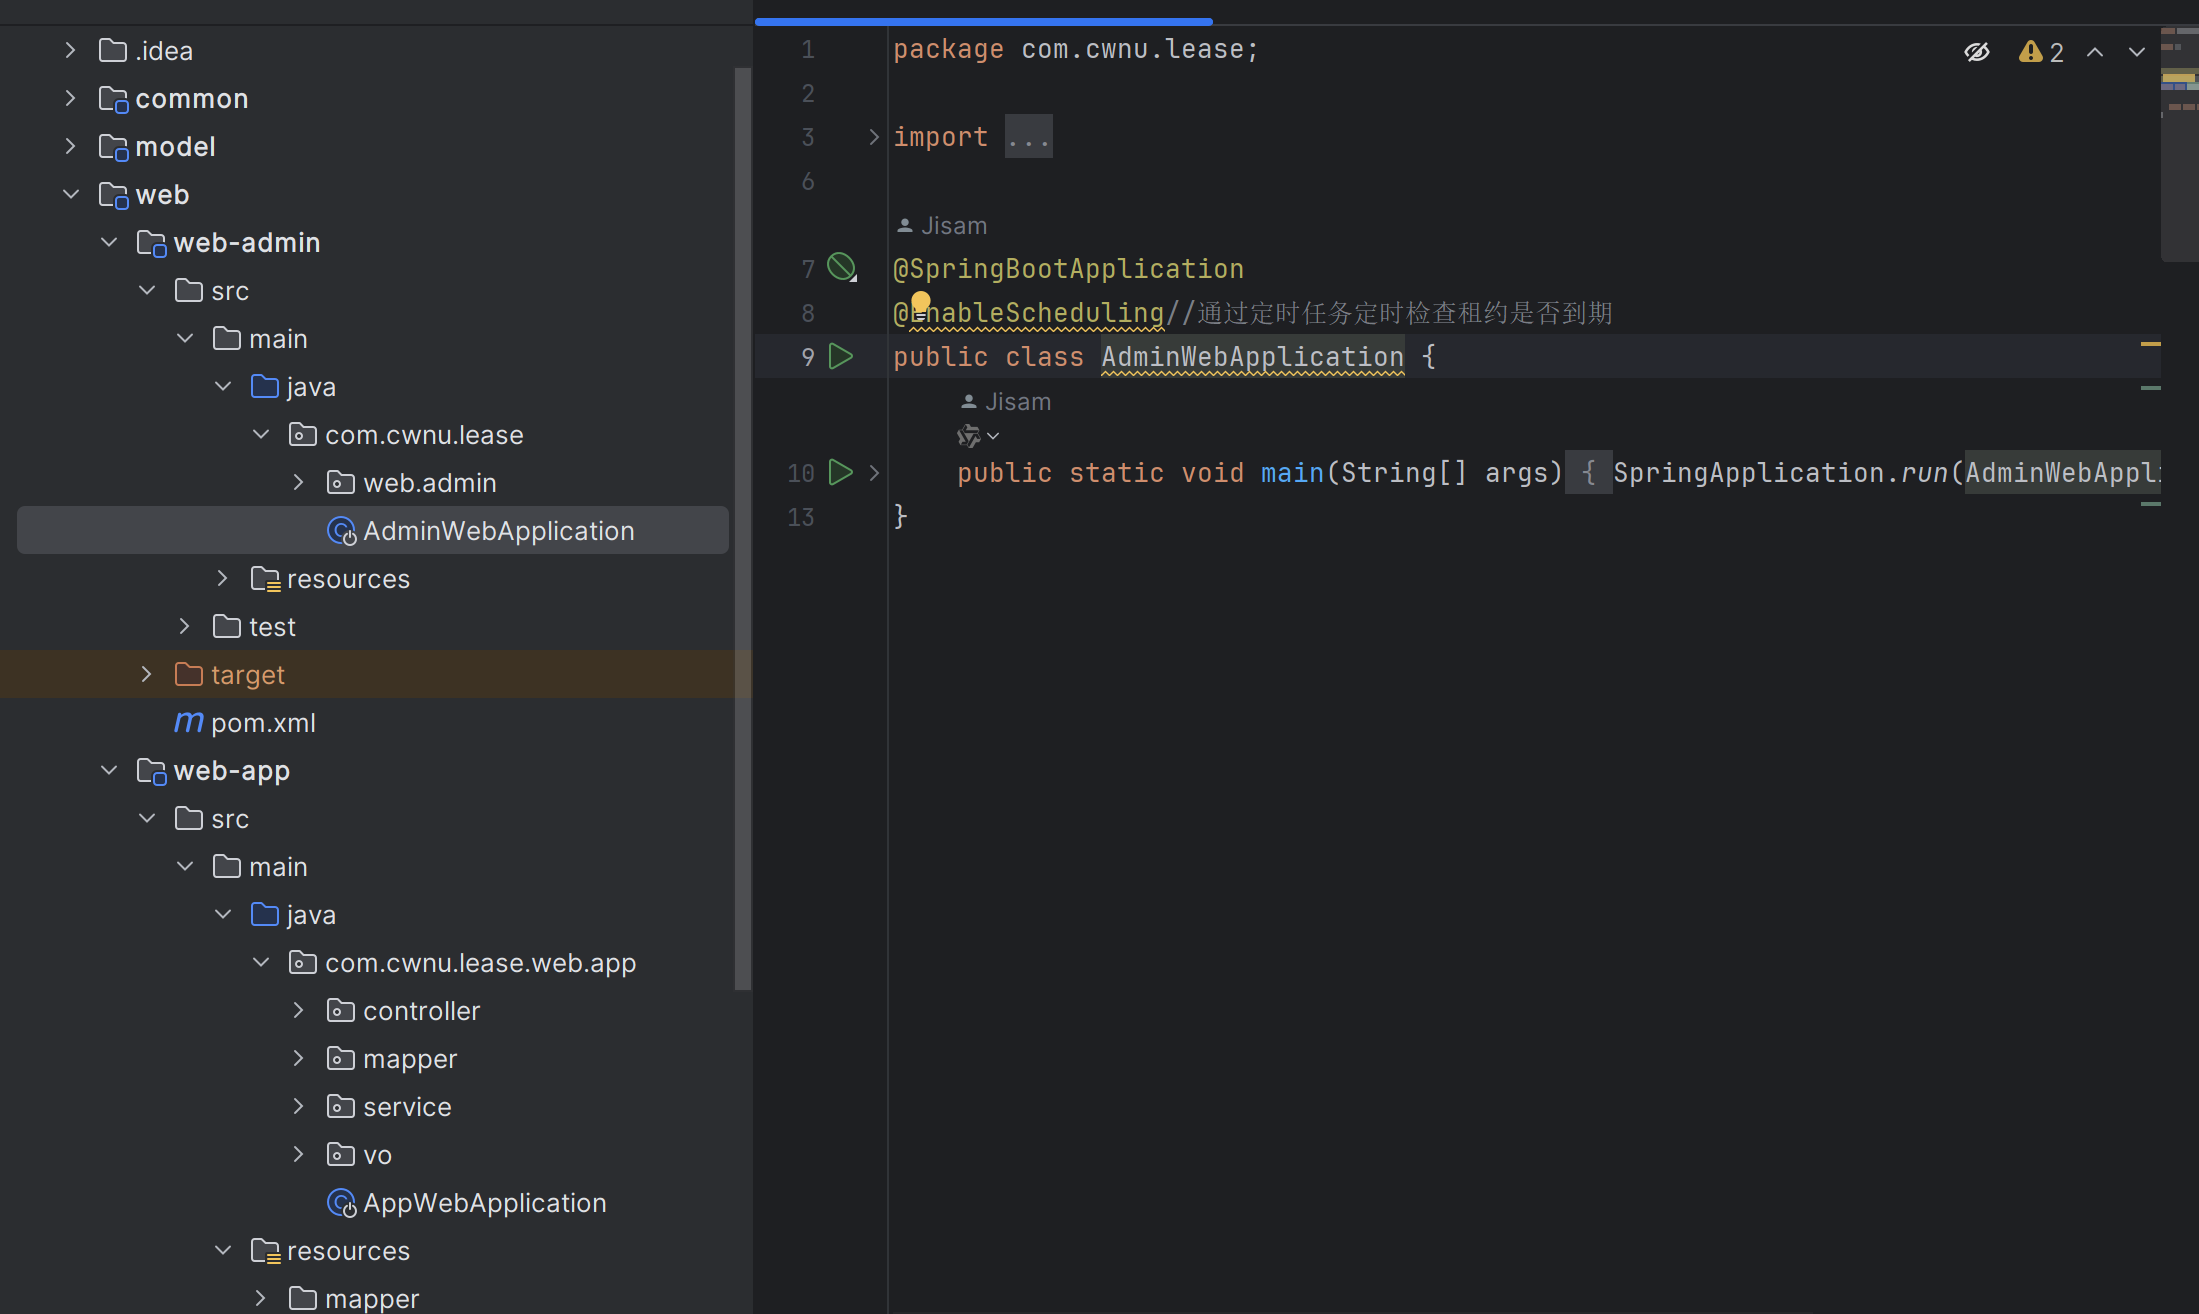 .idea
common
model
web
web-admin
src
main
java
com.cwnu.lease
web.admin
AdminWebApplication
resources
test
target
pom.xml
web-app
src
main
java
com.cwnu.lease.web.app
controller
mapper
service
vo
AppWebApplication
resources
mapper
2
1 package com.cwnu.lease;
2
3 import ...
6
Jisam
7 @SpringBootApplication
8 @EnableScheduling//通过定时任务定时检查租约是否到期
9 public class AdminWebApplication {
Jisam
10 public static void main(String[] args) { SpringApplication.run(AdminWebAppl
13 }